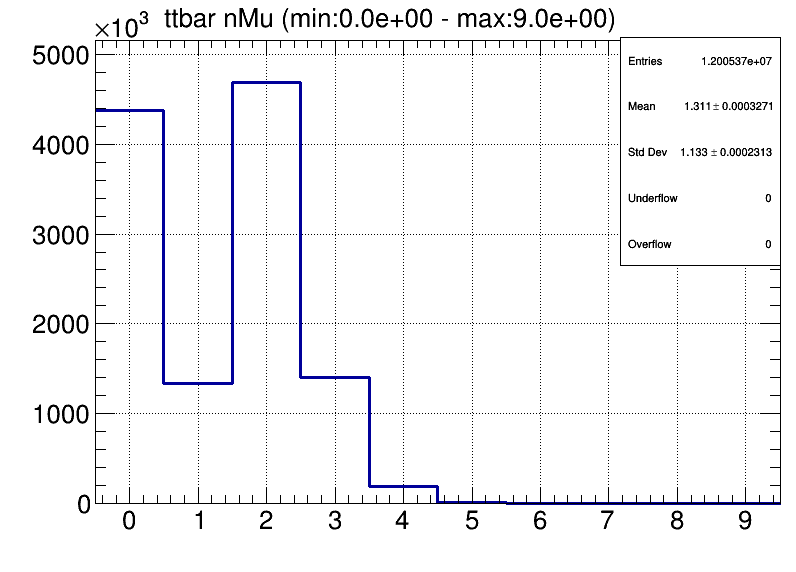 ×10³ ttbar nMu (min:0.0e+00 - max:9.0e+00)
Entries 1.200537e+07
Mean 1.311 ± 0.0003271
Std Dev 1.133 ± 0.0002313
Underflow 0
Overflow 0
5000
4000
3000
2000
1000
0
0 1 2 3 4 5 6 7 8 9